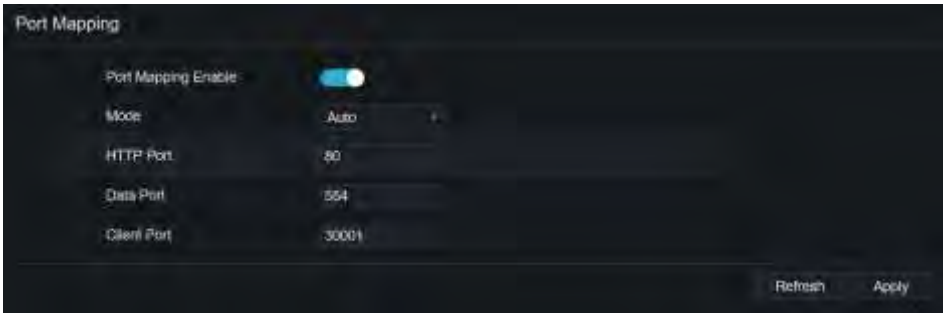 Port Mapping
Port Mapping Enable
Mode Auto
HTTP Port 80
Data Port 554
Client Port 30001
Refresh Apply